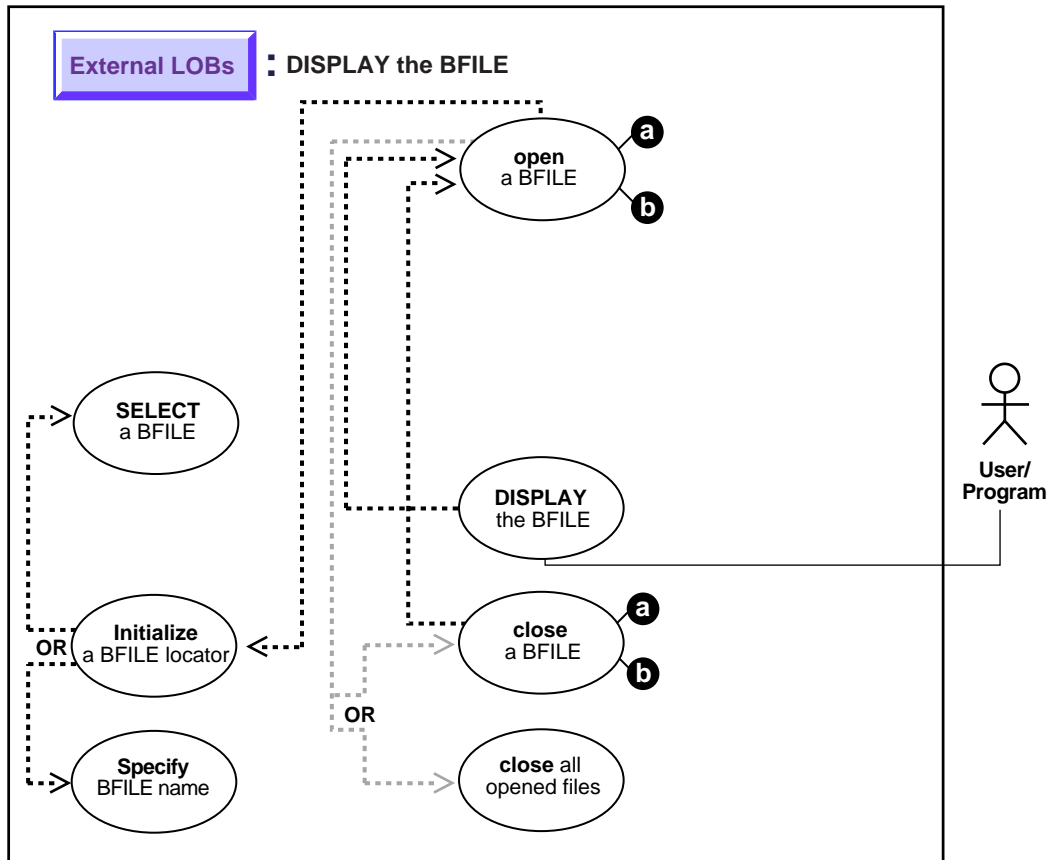 External LOBs : DISPLAY the BFILE
open
a BFILE
a
b
SELECT
a BFILE
User/
Program
DISPLAY
the BFILE
Initialize
a BFILE locator
OR
close
a BFILE
a
b
OR
Specify
BFILE name
close all
opened files